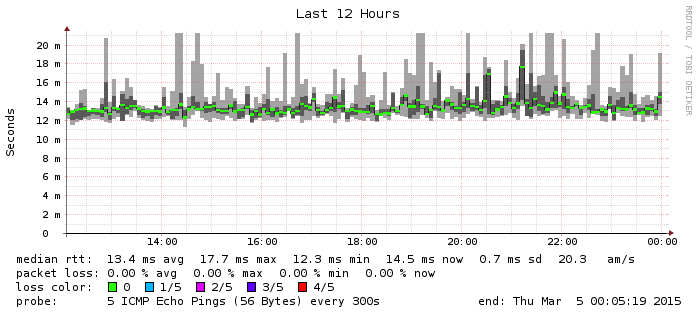 Last 12 Hours
RRDTOOL / TOBI OETIKER
Seconds
20 m
18 m
16 m
14 m
12 m
10 m
8 m
6 m
4 m
2 m
0
14:00 16:00 18:00 20:00 22:00 00:00
median rtt: 13.4 ms avg 17.7 ms max 12.3 ms min 14.5 ms now 0.7 ms sd 20.3 am/s
packet loss: 0.00 % avg 0.00 % max 0.00 % min 0.00 % now
loss color: 0 1/5 2/5 3/5 4/5
probe: 5 ICMP Echo Pings (56 Bytes) every 300s end: Thu Mar 5 00:05:19 2015